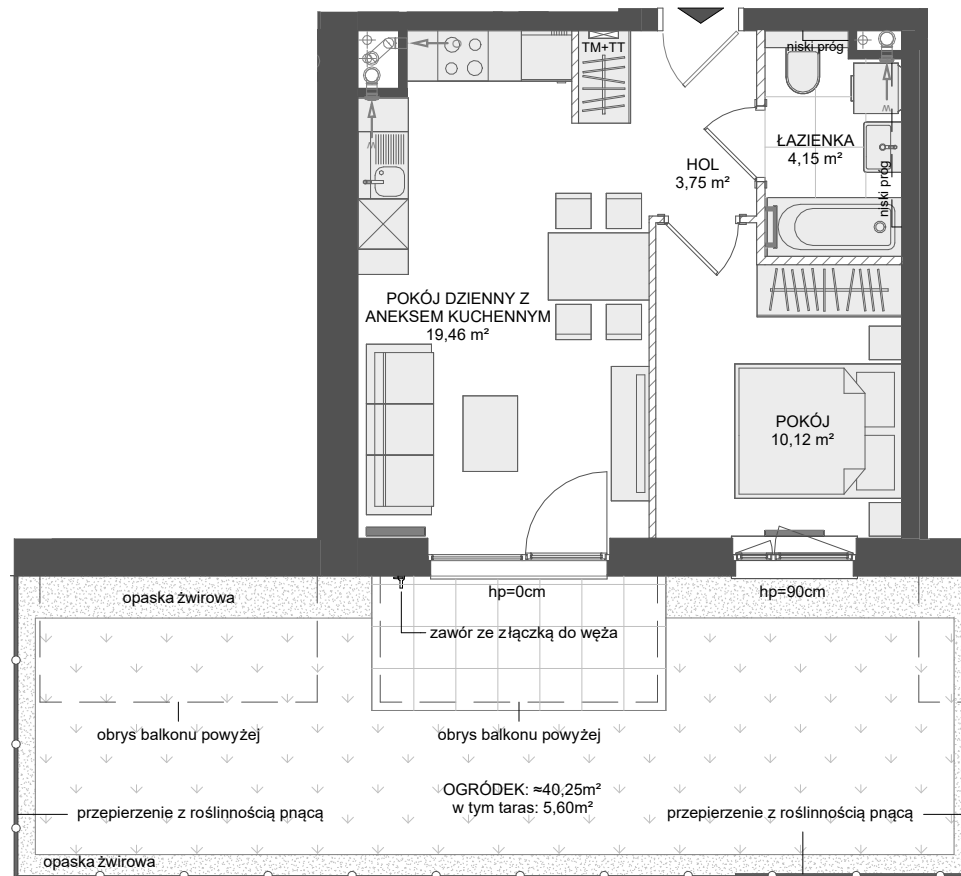 TM+TT
niski próg
ŁAZIENKA
4,15 m²
HOL
3,75 m²
niski próg
POKÓJ DZIENNY Z
ANEKSEM KUCHENNYM
19,46 m²
POKÓJ
10,12 m²
opaska żwirowa
hp=0cm
hp=90cm
zawór ze złączką do węża
obrys balkonu powyżej
obrys balkonu powyżej
OGRÓDEK: ≈40,25m²
w tym taras: 5,60m²
przepierzenie z roślinnością pnącą
przepierzenie z roślinnością pnącą
opaska żwirowa